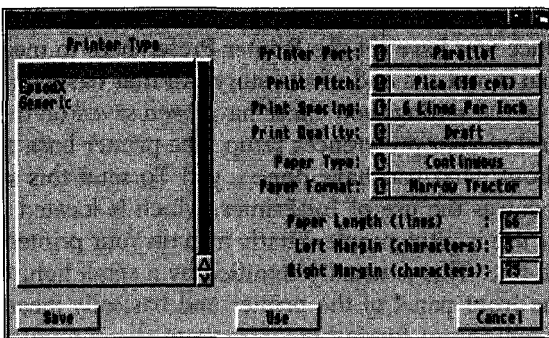 Printer Type
EpsonX
Generic
Printer Port: Parallel
Print Pitch: Pica (10 cpi)
Print Spacing: 6 Lines Per Inch
Print Quality: Draft
Paper Type: Continuous
Paper Format: Narrow Tractor
Paper Length (lines) : 66
Left Margin (characters): 5
Right Margin (characters): 75
Save
Use
Cancel